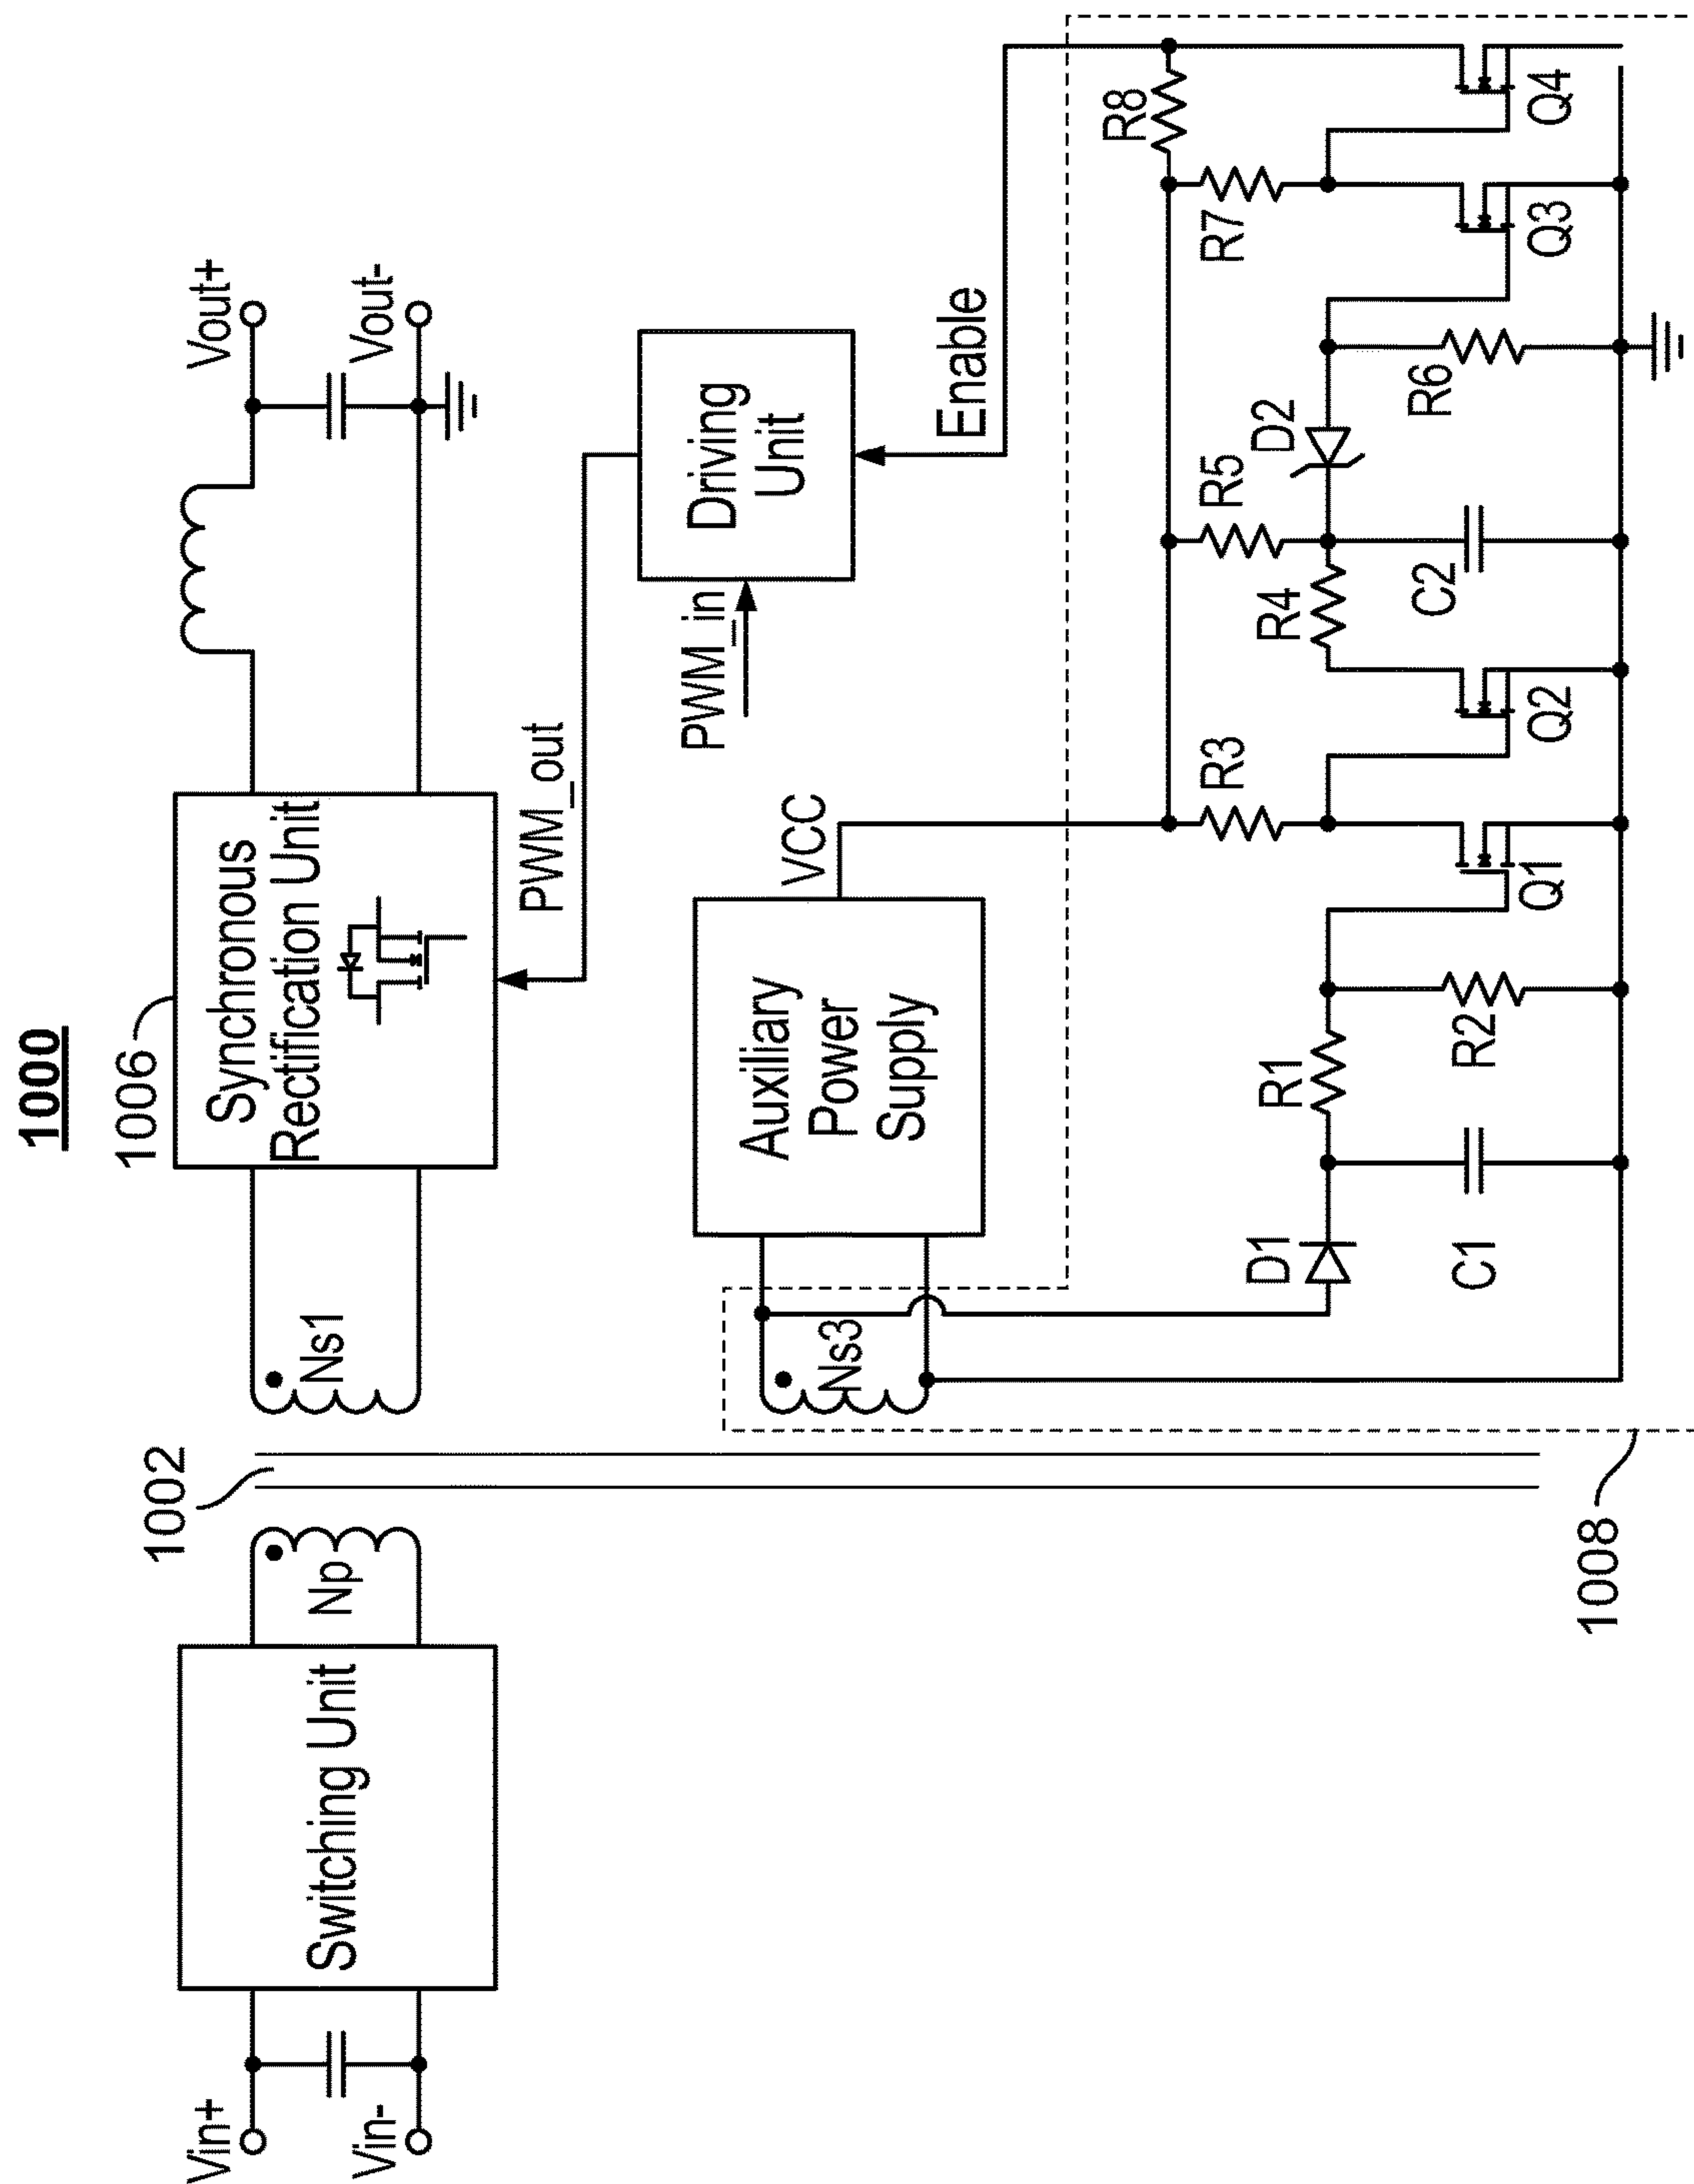 1000
1002
1006
Vin+
Vin-
Switching Unit
Np
Ns1
Synchronous
Rectification Unit
Vout+
Vout-
PWM_out
PWM_in
Driving
Unit
Enable
Ns3
Auxiliary
Power
Supply
VCC
D1
C1
R1
R2
Q1
R3
Q2
R4
R5
C2
D2
R6
R7
Q3
R8
Q4
1008